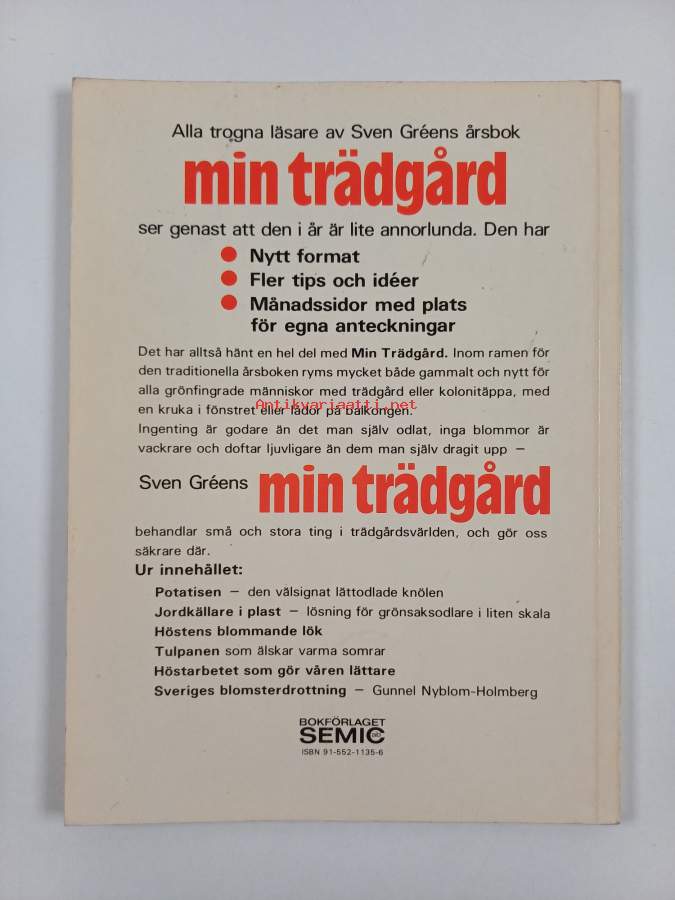 Alla trogna läsare av Sven Gréens årsbok
min trädgård
ser genast att den i år är lite annorlunda. Den har
Nytt format
Fler tips och idéer
Månadssidor med plats
för egna anteckningar
Det har alltså hänt en hel del med Min Trädgård. Inom ramen för
den traditionella årsboken ryms mycket både gammalt och nytt för
alla grönfingrade människor med trädgård eller kolonitäppa, med
en kruka i fönstret eller lådor på balkongen.
Antikvariaatti.net
Ingenting är godare än det man själv odlat, inga blommor är
vackrare och doftar ljuvligare än dem man själv dragit upp –
Sven Gréens min trädgård
behandlar små och stora ting i trädgårdsvärlden, och gör oss
säkrare där.
Ur innehållet:
Potatisen – den välsignat lättodlade knölen
Jordkällare i plast – lösning för grönsaksodlare i liten skala
Höstens blommande lök
Tulpanen som älskar varma somrar
Höstarbetet som gör våren lättare
Sveriges blomsterdrottning – Gunnel Nyblom-Holmberg
BOKFÖRLAGET
SEMIC
ISBN 91-552-1135-6